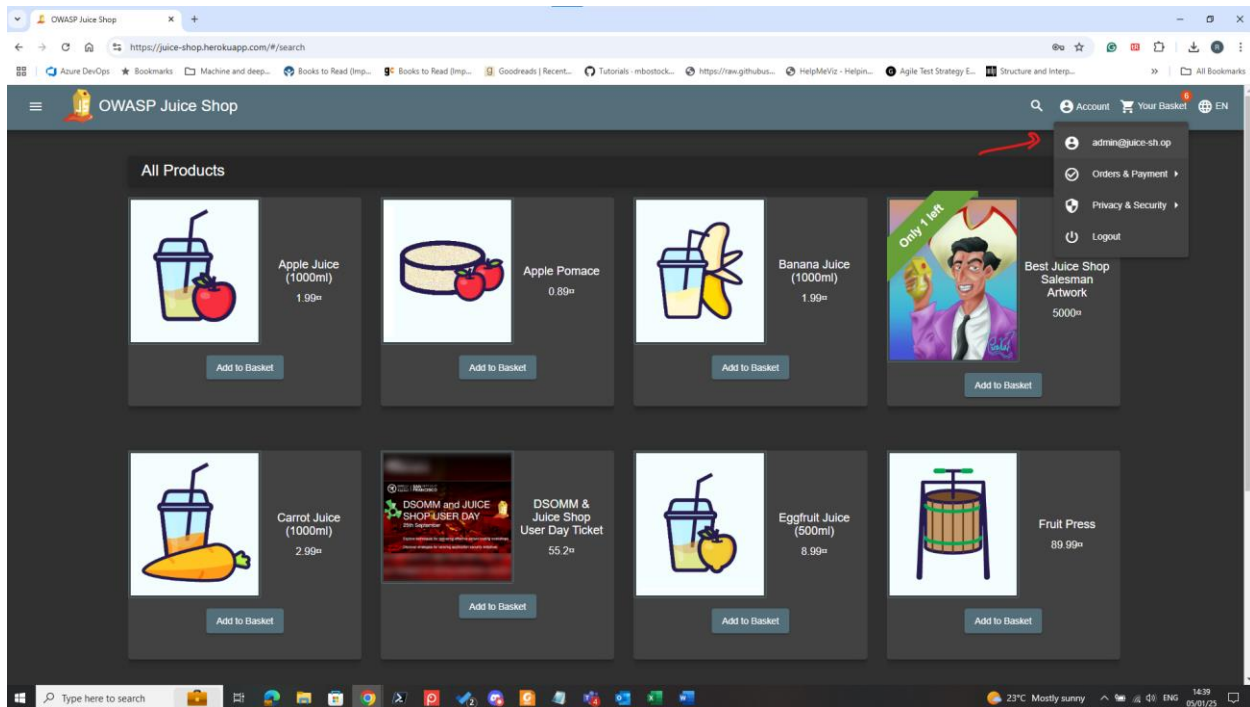 OWASP Juice Shop
https://juice-shop.herokuapp.com/#/search
Azure DevOps Bookmarks Machine and deep... Books to Read (Imp... Books to Read (Imp... Goodreads | Recent... Tutorials - mbostock... https://raw.githubus... HelpMeViz - Helpin... Agile Test Strategy E... Structure and Interp... » All Bookmarks
OWASP Juice Shop
Account
6
Your Basket
EN
admin@juice-sh.op
Orders & Payment
Privacy & Security
Logout
All Products
Apple Juice
(1000ml)
1.99¤
Add to Basket
Apple Pomace
0.89¤
Add to Basket
Banana Juice
(1000ml)
1.99¤
Add to Basket
Only 1 left
Best Juice Shop
Salesman
Artwork
5000¤
Add to Basket
Carrot Juice
(1000ml)
2.99¤
Add to Basket
DSOMM and JUICE
SHOP USER DAY
25th September
DSOMM &
Juice Shop
User Day Ticket
55.2¤
Add to Basket
Eggfruit Juice
(500ml)
8.99¤
Add to Basket
Fruit Press
89.99¤
Add to Basket
Type here to search
23°C Mostly sunny
ENG
14:39
05/01/25